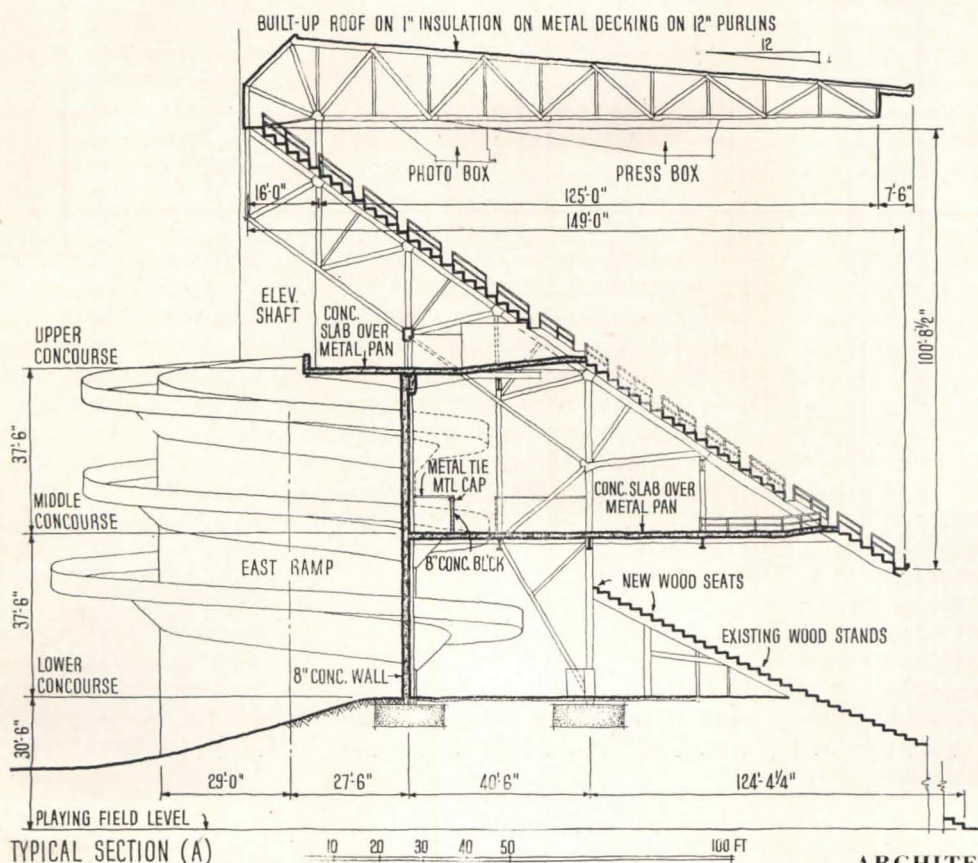 BUILT-UP ROOF ON 1" INSULATION ON METAL DECKING ON 12" PURLINS
12
1
PHOTO BOX
PRESS BOX
16'-0"
125'-0"
7'-6"
149'-0"
ELEV.
SHAFT
CONC.
SLAB OVER
METAL PAN
100'-8½"
UPPER
CONCOURSE
37'-6"
METAL TIE
MTL CAP
CONC. SLAB OVER
METAL PAN
MIDDLE
CONCOURSE
8" CONC. BLCK
EAST RAMP
NEW WOOD SEATS
37'-6"
EXISTING WOOD STANDS
LOWER
CONCOURSE
8" CONC. WALL
30'-6"
29'-0"
27'-6"
40'-6"
124'-4¼"
PLAYING FIELD LEVEL
TYPICAL SECTION (A)
10 20 30 40 50 100 FT
ARCHITE